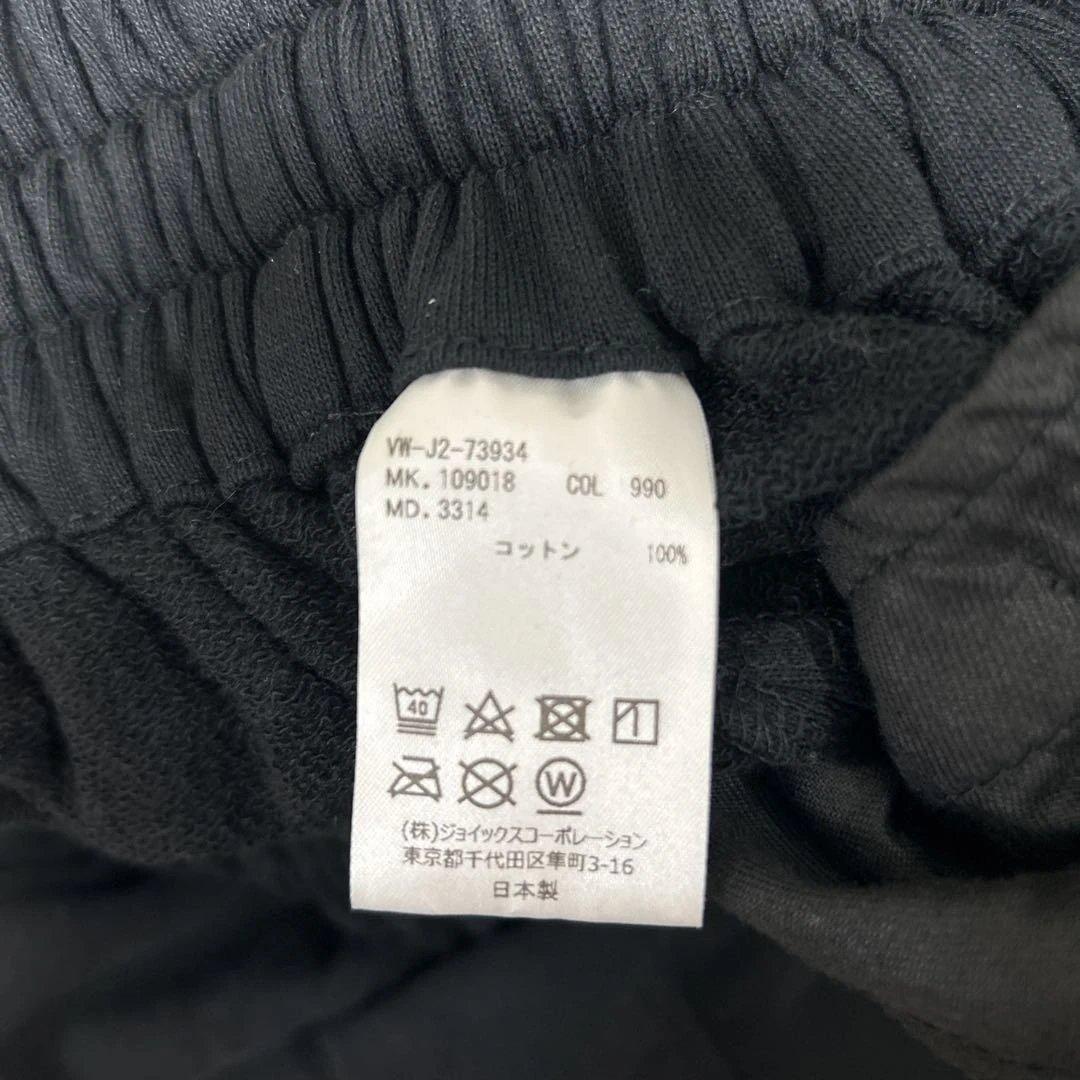 VW-J2-73934
MK. 109018 COL 990
MD. 3314
コットン 100%
40
W
(株)ジョイックスコーポレーション
東京都千代田区隼町3-16
日本製